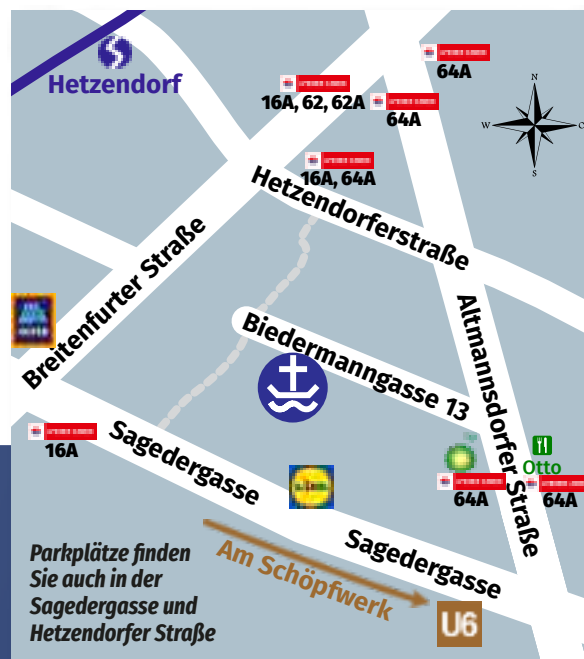 Hetzendorf
64A
16A, 62, 62A
64A
16A, 64A
Hetzendorferstraße
Breitenfurter Straße
Altmannsdorfer Straße
Biedermanngasse 13
16A
Sagedergasse
Otto
64A
64A
Sagedergasse
Am Schöpfwerk
U6
Parkplätze finden
Sie auch in der
Sagedergasse und
Hetzendorfer Straße
N
W
S